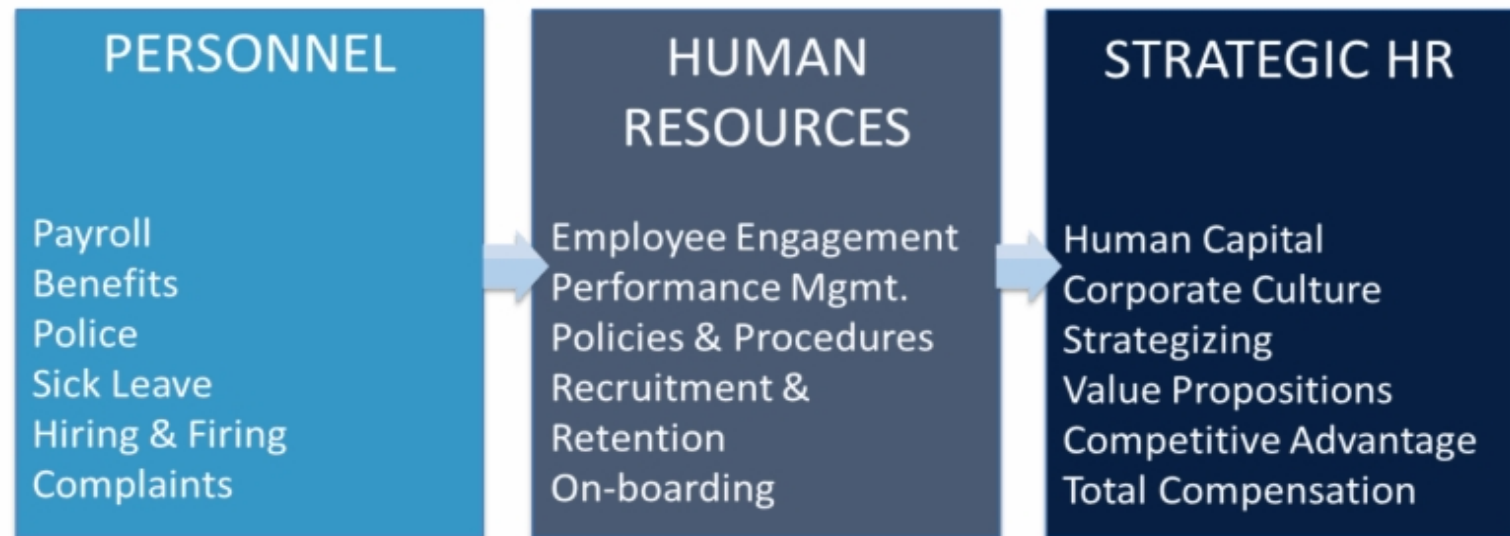 PERSONNEL
Payroll
Benefits
Police
Sick Leave
Hiring & Firing
Complaints
HUMAN
RESOURCES
Employee Engagement
Performance Mgmt.
Policies & Procedures
Recruitment &
Retention
On-boarding
STRATEGIC HR
Human Capital
Corporate Culture
Strategizing
Value Propositions
Competitive Advantage
Total Compensation